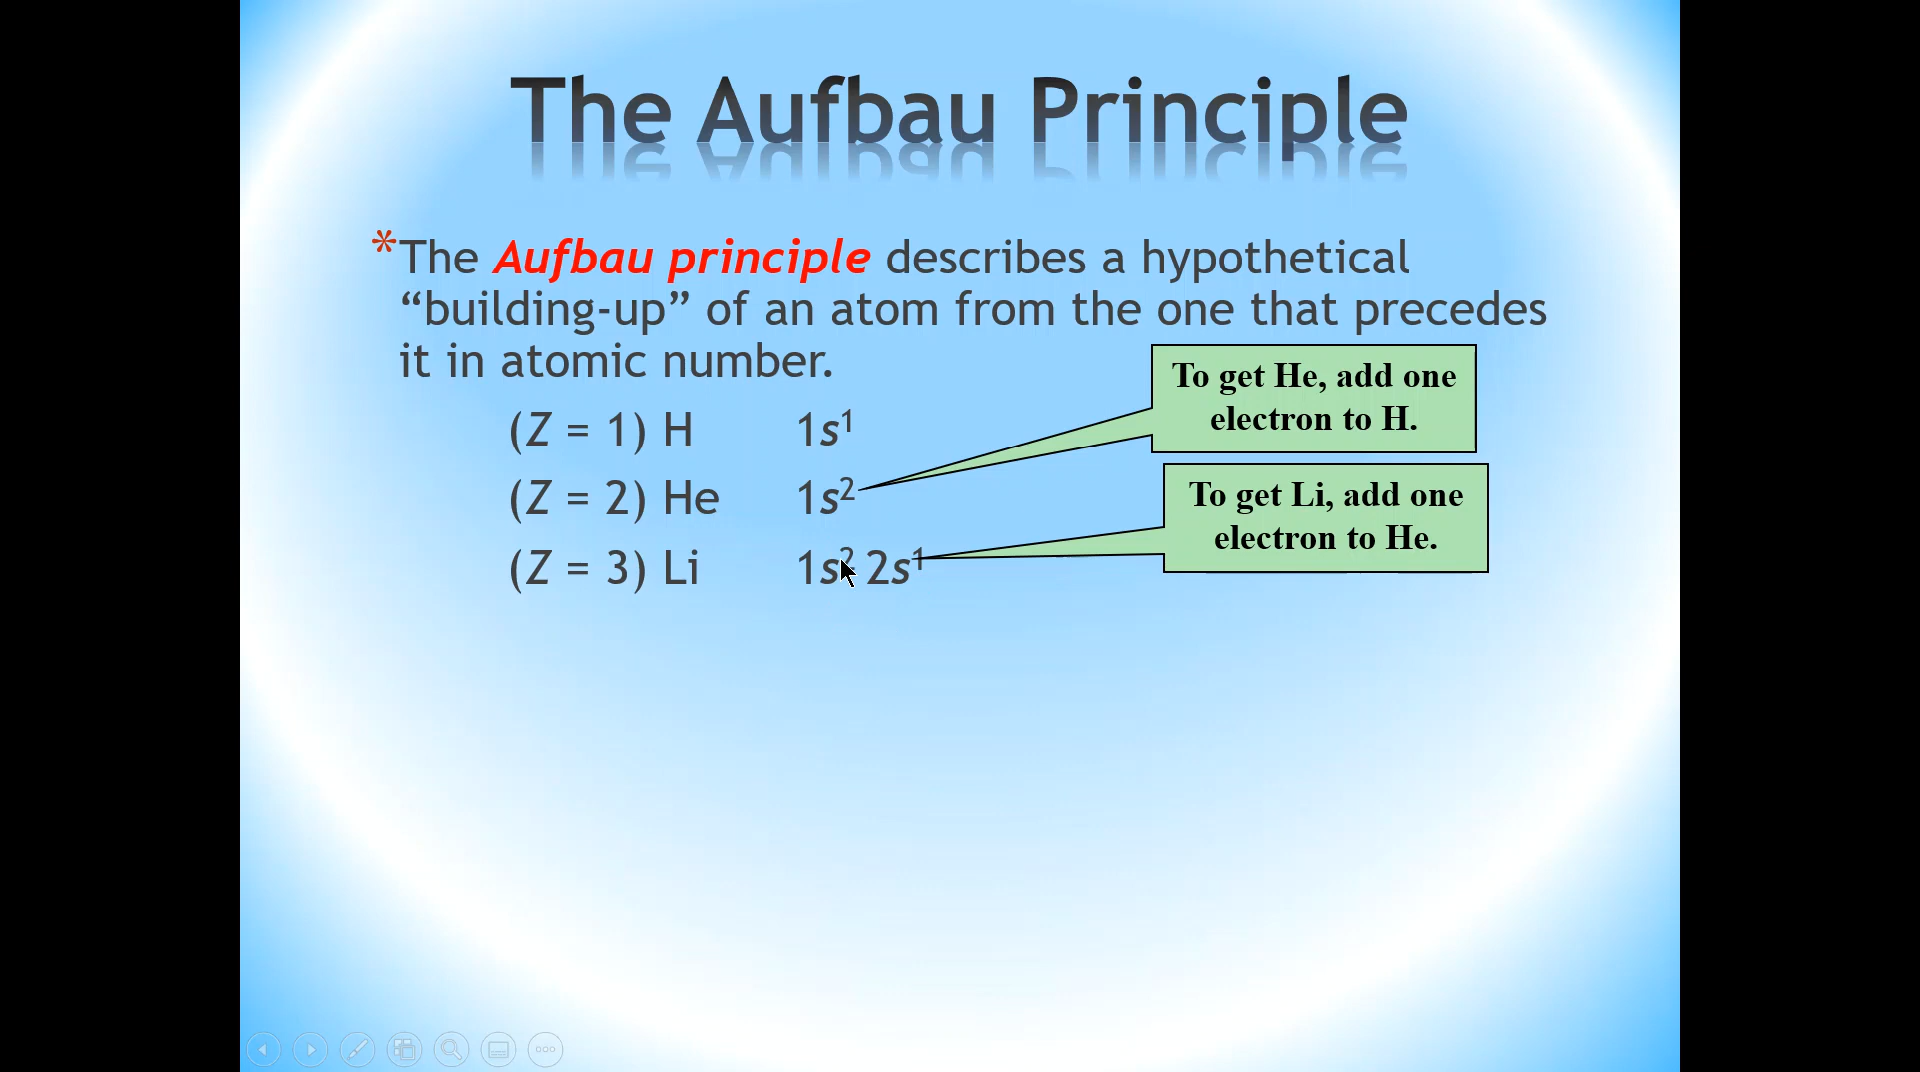 The Aufbau Principle
*The Aufbau principle describes a hypothetical
“building-up” of an atom from the one that precedes
it in atomic number.
To get He, add one
electron to H.
(Z = 1) H 1s¹
(Z = 2) He 1s²
To get Li, add one
electron to He.
(Z = 3) Li 1s² 2s¹